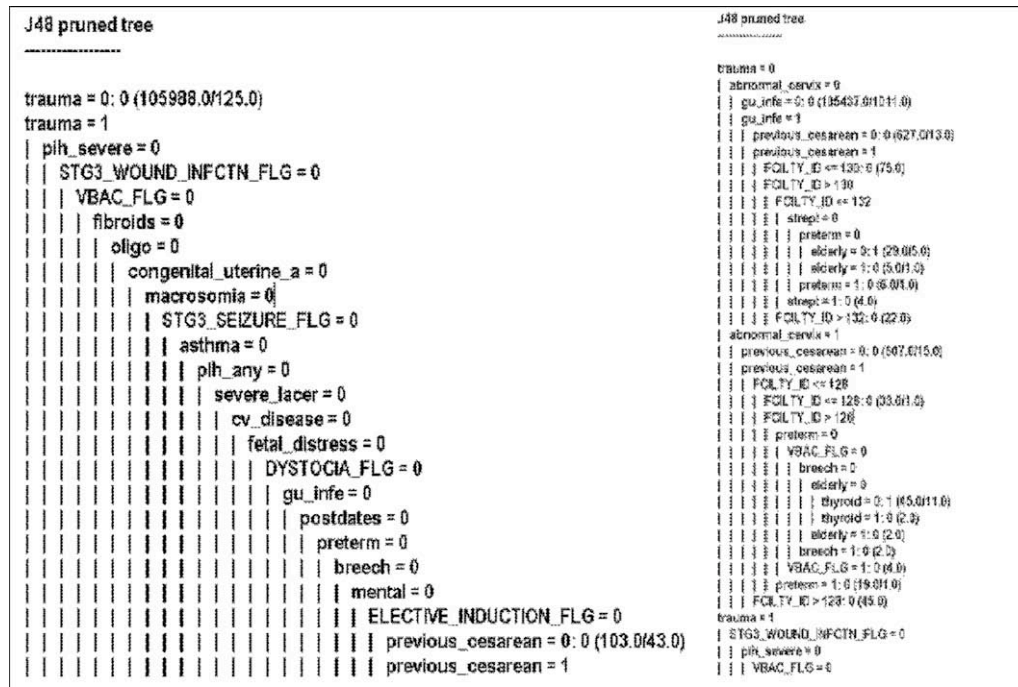 J48 pruned tree
------------------
trauma = 0: 0 (105988.0/125.0)
trauma = 1
| pih_severe = 0
| | STG3_WOUND_INFCTN_FLG = 0
| | | VBAC_FLG = 0
| | | | fibroids = 0
| | | | | oligo = 0
| | | | | | congenital_uterine_a = 0
| | | | | | | macrosomia = 0
| | | | | | | | STG3_SEIZURE_FLG = 0
| | | | | | | | | asthma = 0
| | | | | | | | | | pih_any = 0
| | | | | | | | | | | severe_lacer = 0
| | | | | | | | | | | | cv_disease = 0
| | | | | | | | | | | | | fetal_distress = 0
| | | | | | | | | | | | | | DYSTOCIA_FLG = 0
| | | | | | | | | | | | | | | gu_infe = 0
| | | | | | | | | | | | | | | | postdates = 0
| | | | | | | | | | | | | | | | | preterm = 0
| | | | | | | | | | | | | | | | | | breech = 0
| | | | | | | | | | | | | | | | | | | mental = 0
| | | | | | | | | | | | | | | | | | | | ELECTIVE_INDUCTION_FLG = 0
| | | | | | | | | | | | | | | | | | | | | previous_cesarean = 0: 0 (103.0/43.0)
| | | | | | | | | | | | | | | | | | | | | previous_cesarean = 1
J48 pruned tree
------------------
trauma = 0
| abnormal_cervix = 0
| | gu_infe = 0: 0 (105437.0/1011.0)
| | gu_infe = 1
| | | previous_cesarean = 0: 0 (627.0/13.0)
| | | previous_cesarean = 1
| | | | FCILTY_ID <= 130: 0 (75.0)
| | | | FCILTY_ID > 130
| | | | | FCILTY_ID <= 132
| | | | | | strept = 0
| | | | | | | preterm = 0
| | | | | | | | elderly = 0: 1 (29.0/5.0)
| | | | | | | | elderly = 1: 0 (5.0/1.0)
| | | | | | | preterm = 1: 0 (6.0/1.0)
| | | | | | strept = 1: 0 (4.0)
| | | | | FCILTY_ID > 132: 0 (22.0)
| abnormal_cervix = 1
| | previous_cesarean = 0: 0 (507.0/15.0)
| | previous_cesarean = 1
| | | FCILTY_ID <= 128
| | | | FCILTY_ID <= 126: 0 (33.0/1.0)
| | | | FCILTY_ID > 126
| | | | | preterm = 0
| | | | | | VBAC_FLG = 0
| | | | | | | breech = 0
| | | | | | | | elderly = 0
| | | | | | | | | thyroid = 0: 1 (45.0/11.0)
| | | | | | | | | thyroid = 1: 0 (2.0)
| | | | | | | | elderly = 1: 0 (2.0)
| | | | | | | breech = 1: 0 (2.0)
| | | | | | VBAC_FLG = 1: 0 (4.0)
| | | | | preterm = 1: 0 (19.0/1.0)
| | | FCILTY_ID > 128: 0 (45.0)
trauma = 1
| STG3_WOUND_INFCTN_FLG = 0
| | pih_severe = 0
| | | VBAC_FLG = 0